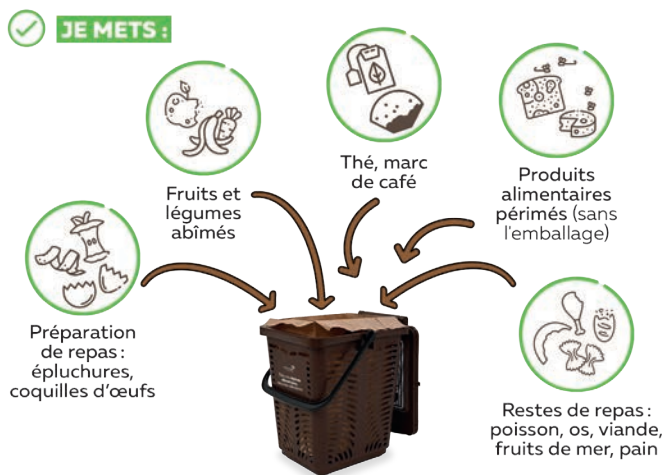 JE METS :
Fruits et
légumes
abîmés
Thé, marc
de café
Produits
alimentaires
périmés (sans
l'emballage)
Préparation
de repas :
épluchures,
coquilles d'œufs
Restes de repas :
poisson, os, viande,
fruits de mer, pain